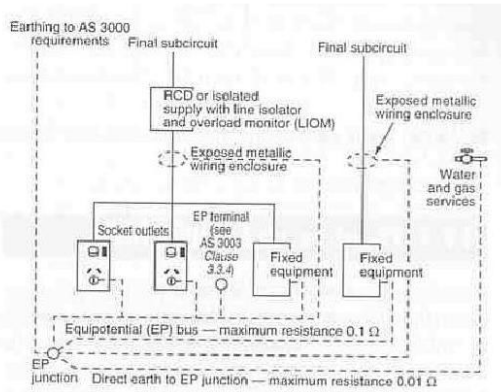 Earthing to AS 3000
requirements
Final subcircuit
Final subcircuit
RCD or isolated
supply with line isolator
and overload monitor (LIOM)
Exposed metallic
wiring enclosure
Exposed metallic
wiring enclosure
Water
and gas
services
Socket outlets
EP terminal
(see
AS 3003
Clause
3.3.4)
Fixed
equipment
Fixed
equipment
Equipotential (EP) bus — maximum resistance 0.1 Ω
EP
junction
Direct earth to EP junction — maximum resistance 0.01 Ω